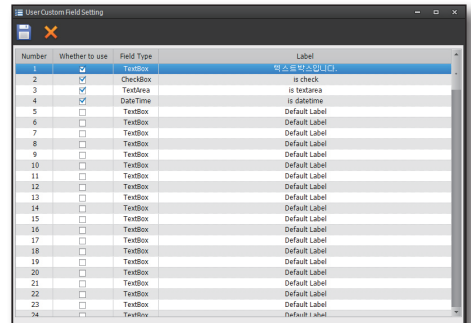 User Custom Field Setting
Number Whether to use Field Type Label
1 TextBox 텍스트박스입니다.
2 CheckBox is check
3 TextArea is textarea
4 DateTime is datetime
5 TextBox Default Label
6 TextBox Default Label
7 TextBox Default Label
8 TextBox Default Label
9 TextBox Default Label
10 TextBox Default Label
11 TextBox Default Label
12 TextBox Default Label
13 TextBox Default Label
14 TextBox Default Label
15 TextBox Default Label
16 TextBox Default Label
17 TextBox Default Label
18 TextBox Default Label
19 TextBox Default Label
20 TextBox Default Label
21 TextBox Default Label
22 TextBox Default Label
23 TextBox Default Label
24 TextBox Default Label